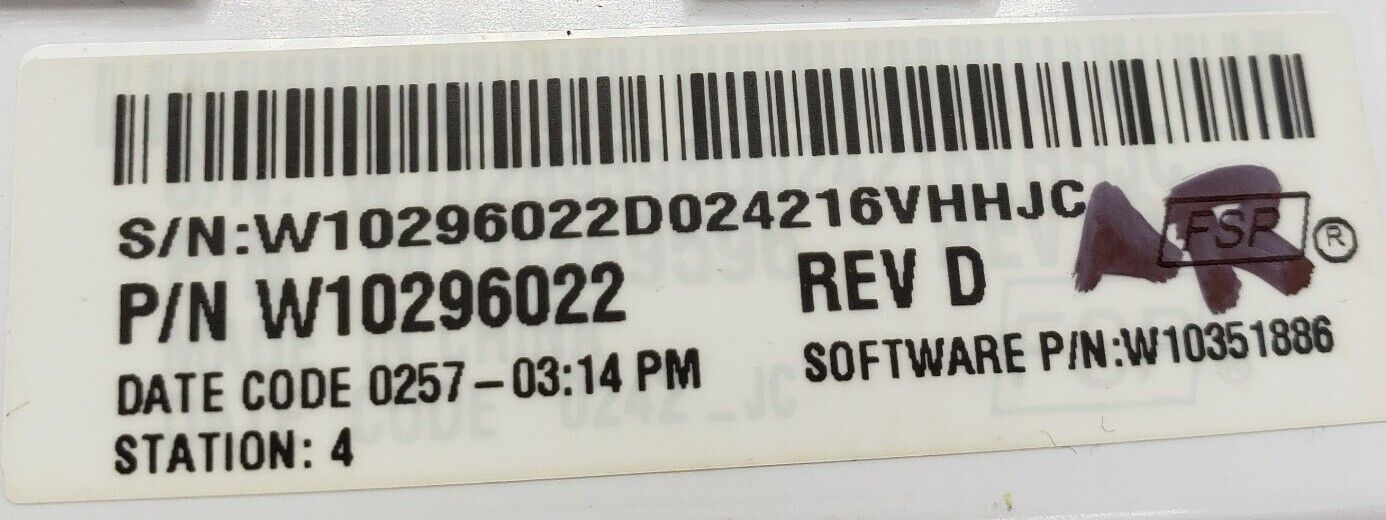 S/N:W10296022D024216VHHJC
FSP ®
P/N W10296022 REV D
DATE CODE 0257-03:14 PM SOFTWARE P/N:W10351886
STATION: 4